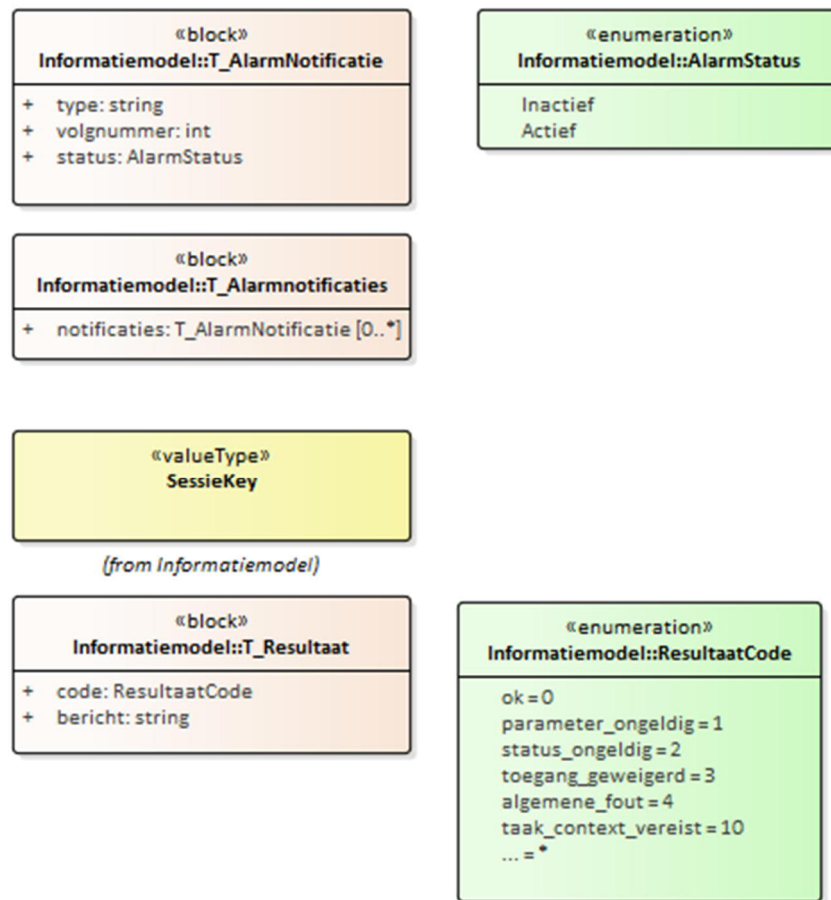 «block»
Informatiemodel::T_AlarmNotificatie
+ type: string
+ volgnummer: int
+ status: AlarmStatus
«enumeration»
Informatiemodel::AlarmStatus
Inactief
Actief
«block»
Informatiemodel::T_Alarmnotificaties
+ notificaties: T_AlarmNotificatie [0..*]
«valueType»
SessieKey
(from Informatiemodel)
«block»
Informatiemodel::T_Resultaat
+ code: ResultaatCode
+ bericht: string
«enumeration»
Informatiemodel::ResultaatCode
ok = 0
parameter_ongeldig = 1
status_ongeldig = 2
toegang_geweigerd = 3
algemene_fout = 4
taak_context_vereist = 10
... = *